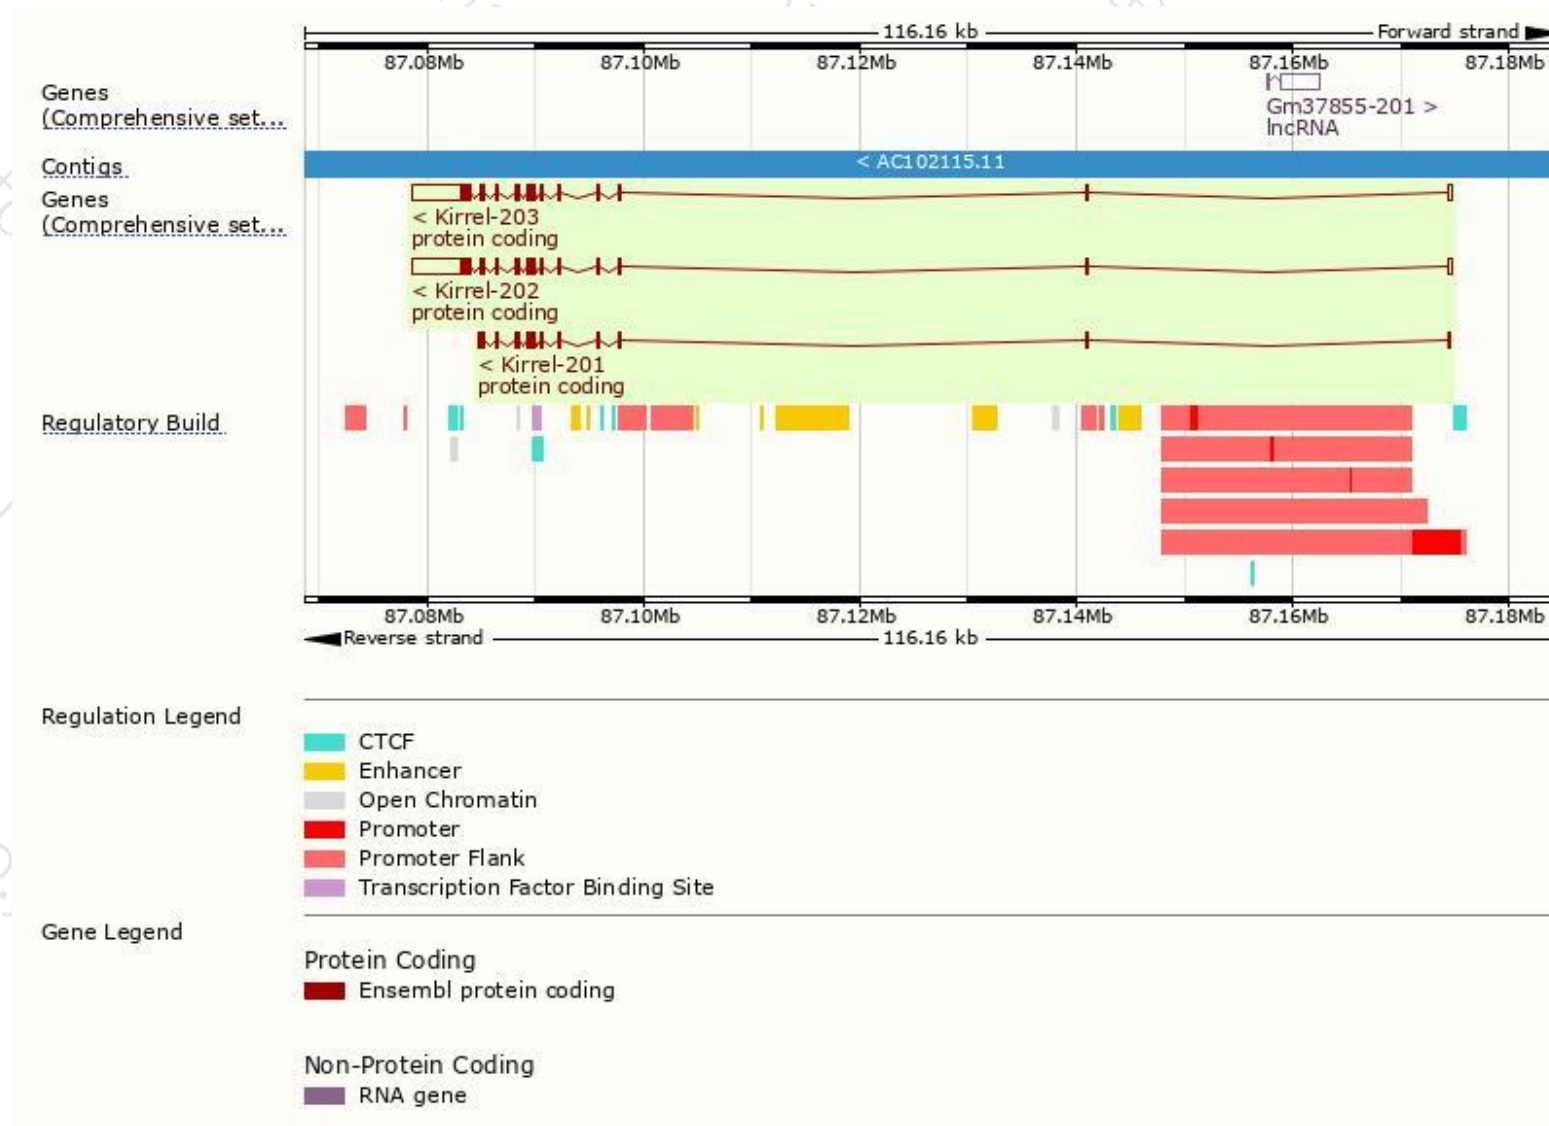 116.16 kb
Forward strand
87.08Mb 87.10Mb 87.12Mb 87.14Mb 87.16Mb 87.18Mb
Genes
(Comprehensive set...
Gm37855-201 >
lncRNA
Contigs
< AC102115.11
Genes
(Comprehensive set...
< Kirrel-203
protein coding
< Kirrel-202
protein coding
< Kirrel-201
protein coding
Regulatory Build
87.08Mb 87.10Mb 87.12Mb 87.14Mb 87.16Mb 87.18Mb
Reverse strand
116.16 kb
Regulation Legend
CTCF
Enhancer
Open Chromatin
Promoter
Promoter Flank
Transcription Factor Binding Site
Gene Legend
Protein Coding
Ensembl protein coding
Non-Protein Coding
RNA gene